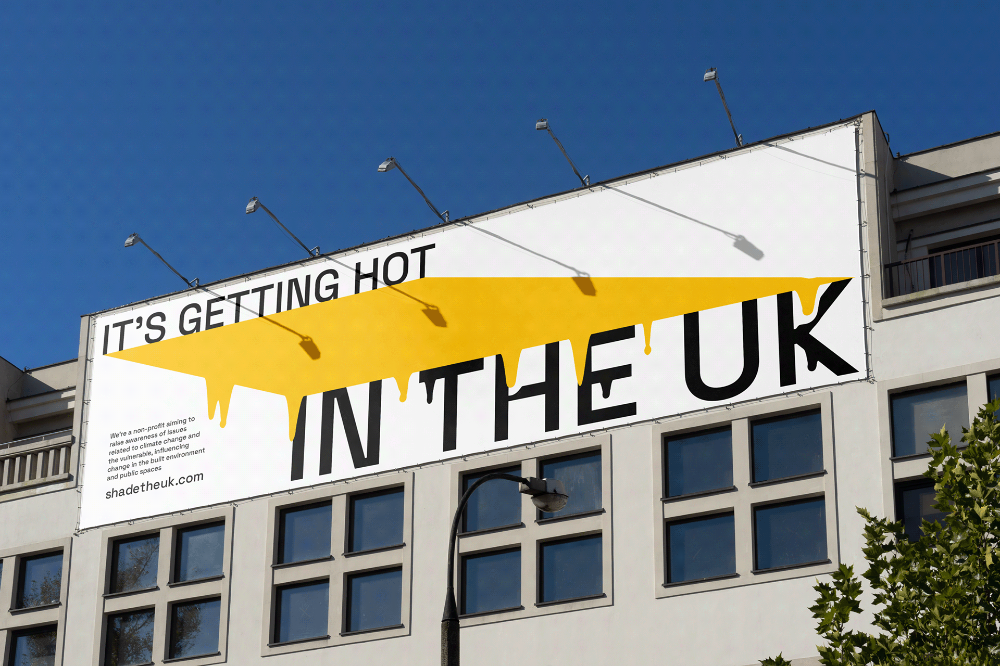 IT'S GETTING HOT
IN THE UK
We're a non-profit aiming to
raise awareness of issues
related to climate change and
the vulnerable, influencing
change in the built environment
and public spaces
shadetheuk.com